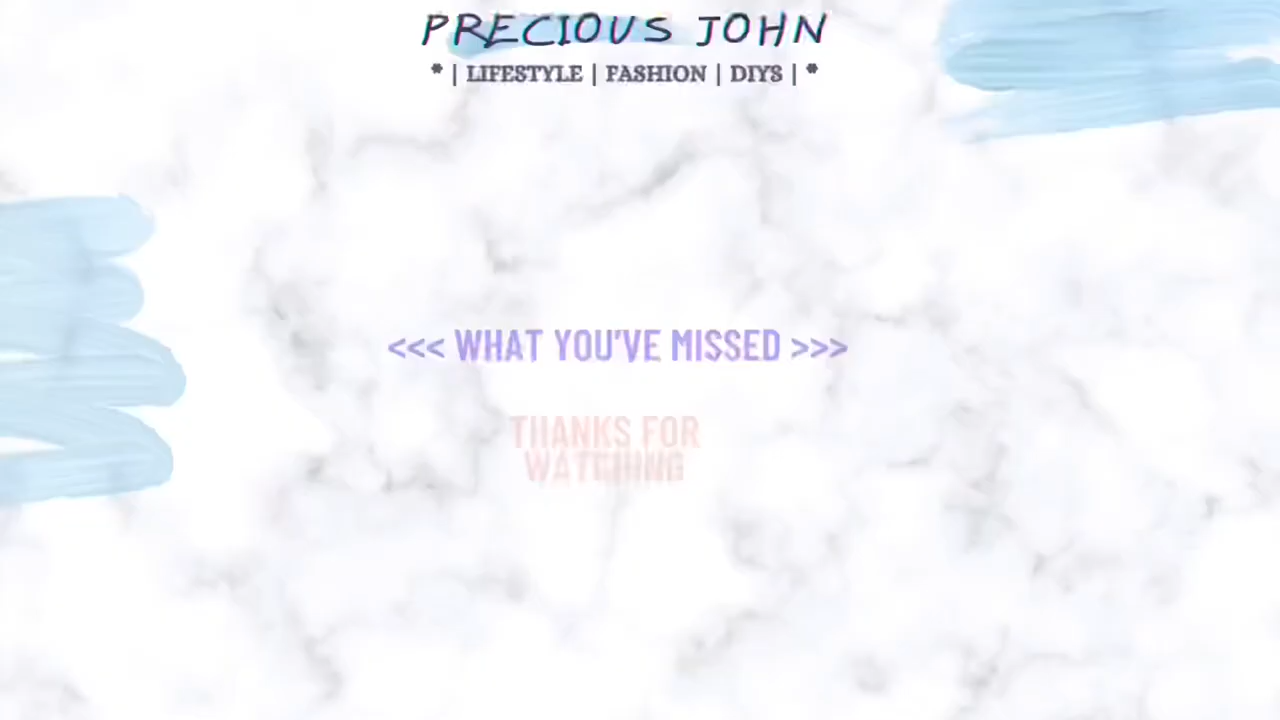 PRECIOUS JOHN
* | LIFESTYLE | FASHION | DIYS | *
<<< WHAT YOU'VE MISSED >>>
THANKS FOR
WATCHING